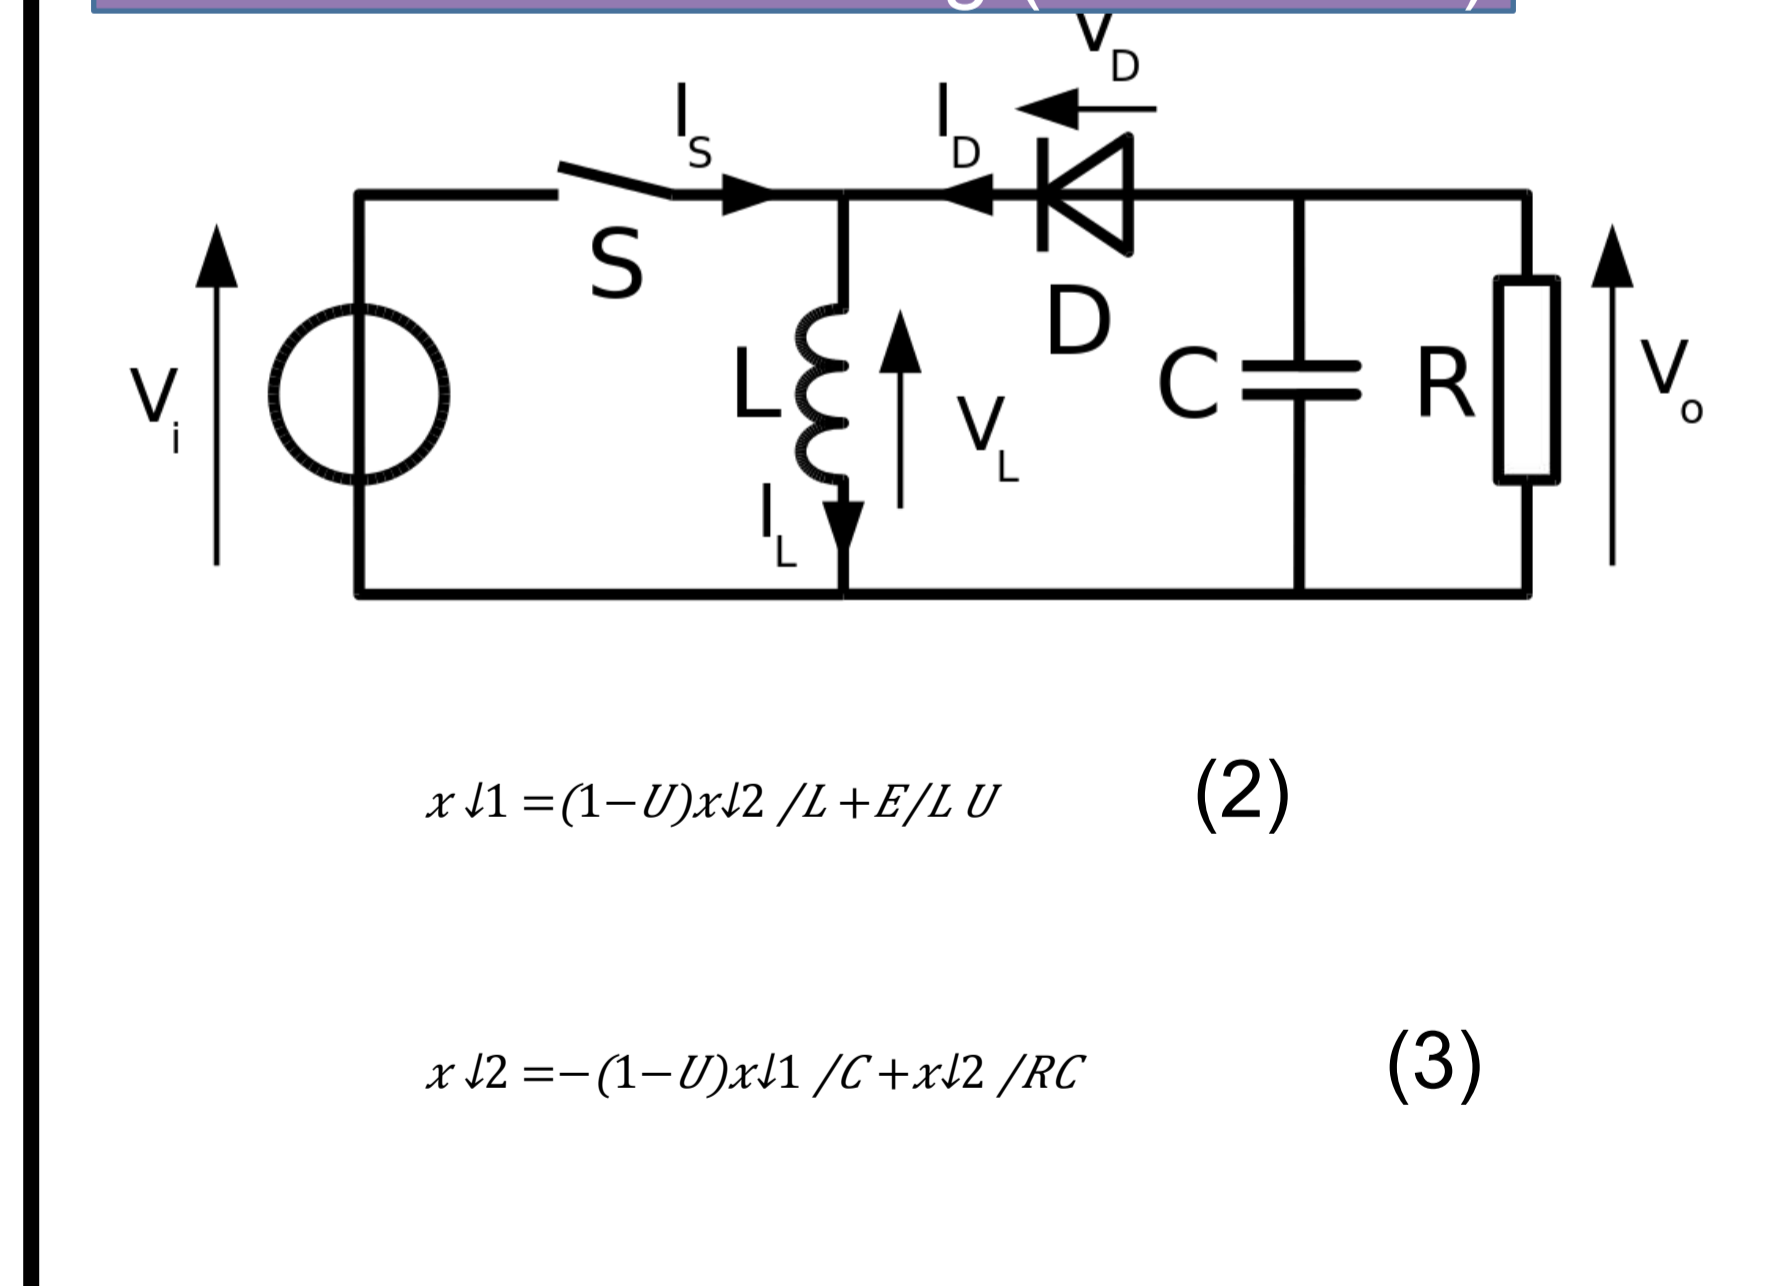 V_D
I_S
I_D
S
D
V_i
L
V_L
I_L
C
R
V_o
x↓1 =(1−U)x↓2 /L +E/L U (2)
x↓2 =−(1−U)x↓1 /C +x↓2 /RC (3)